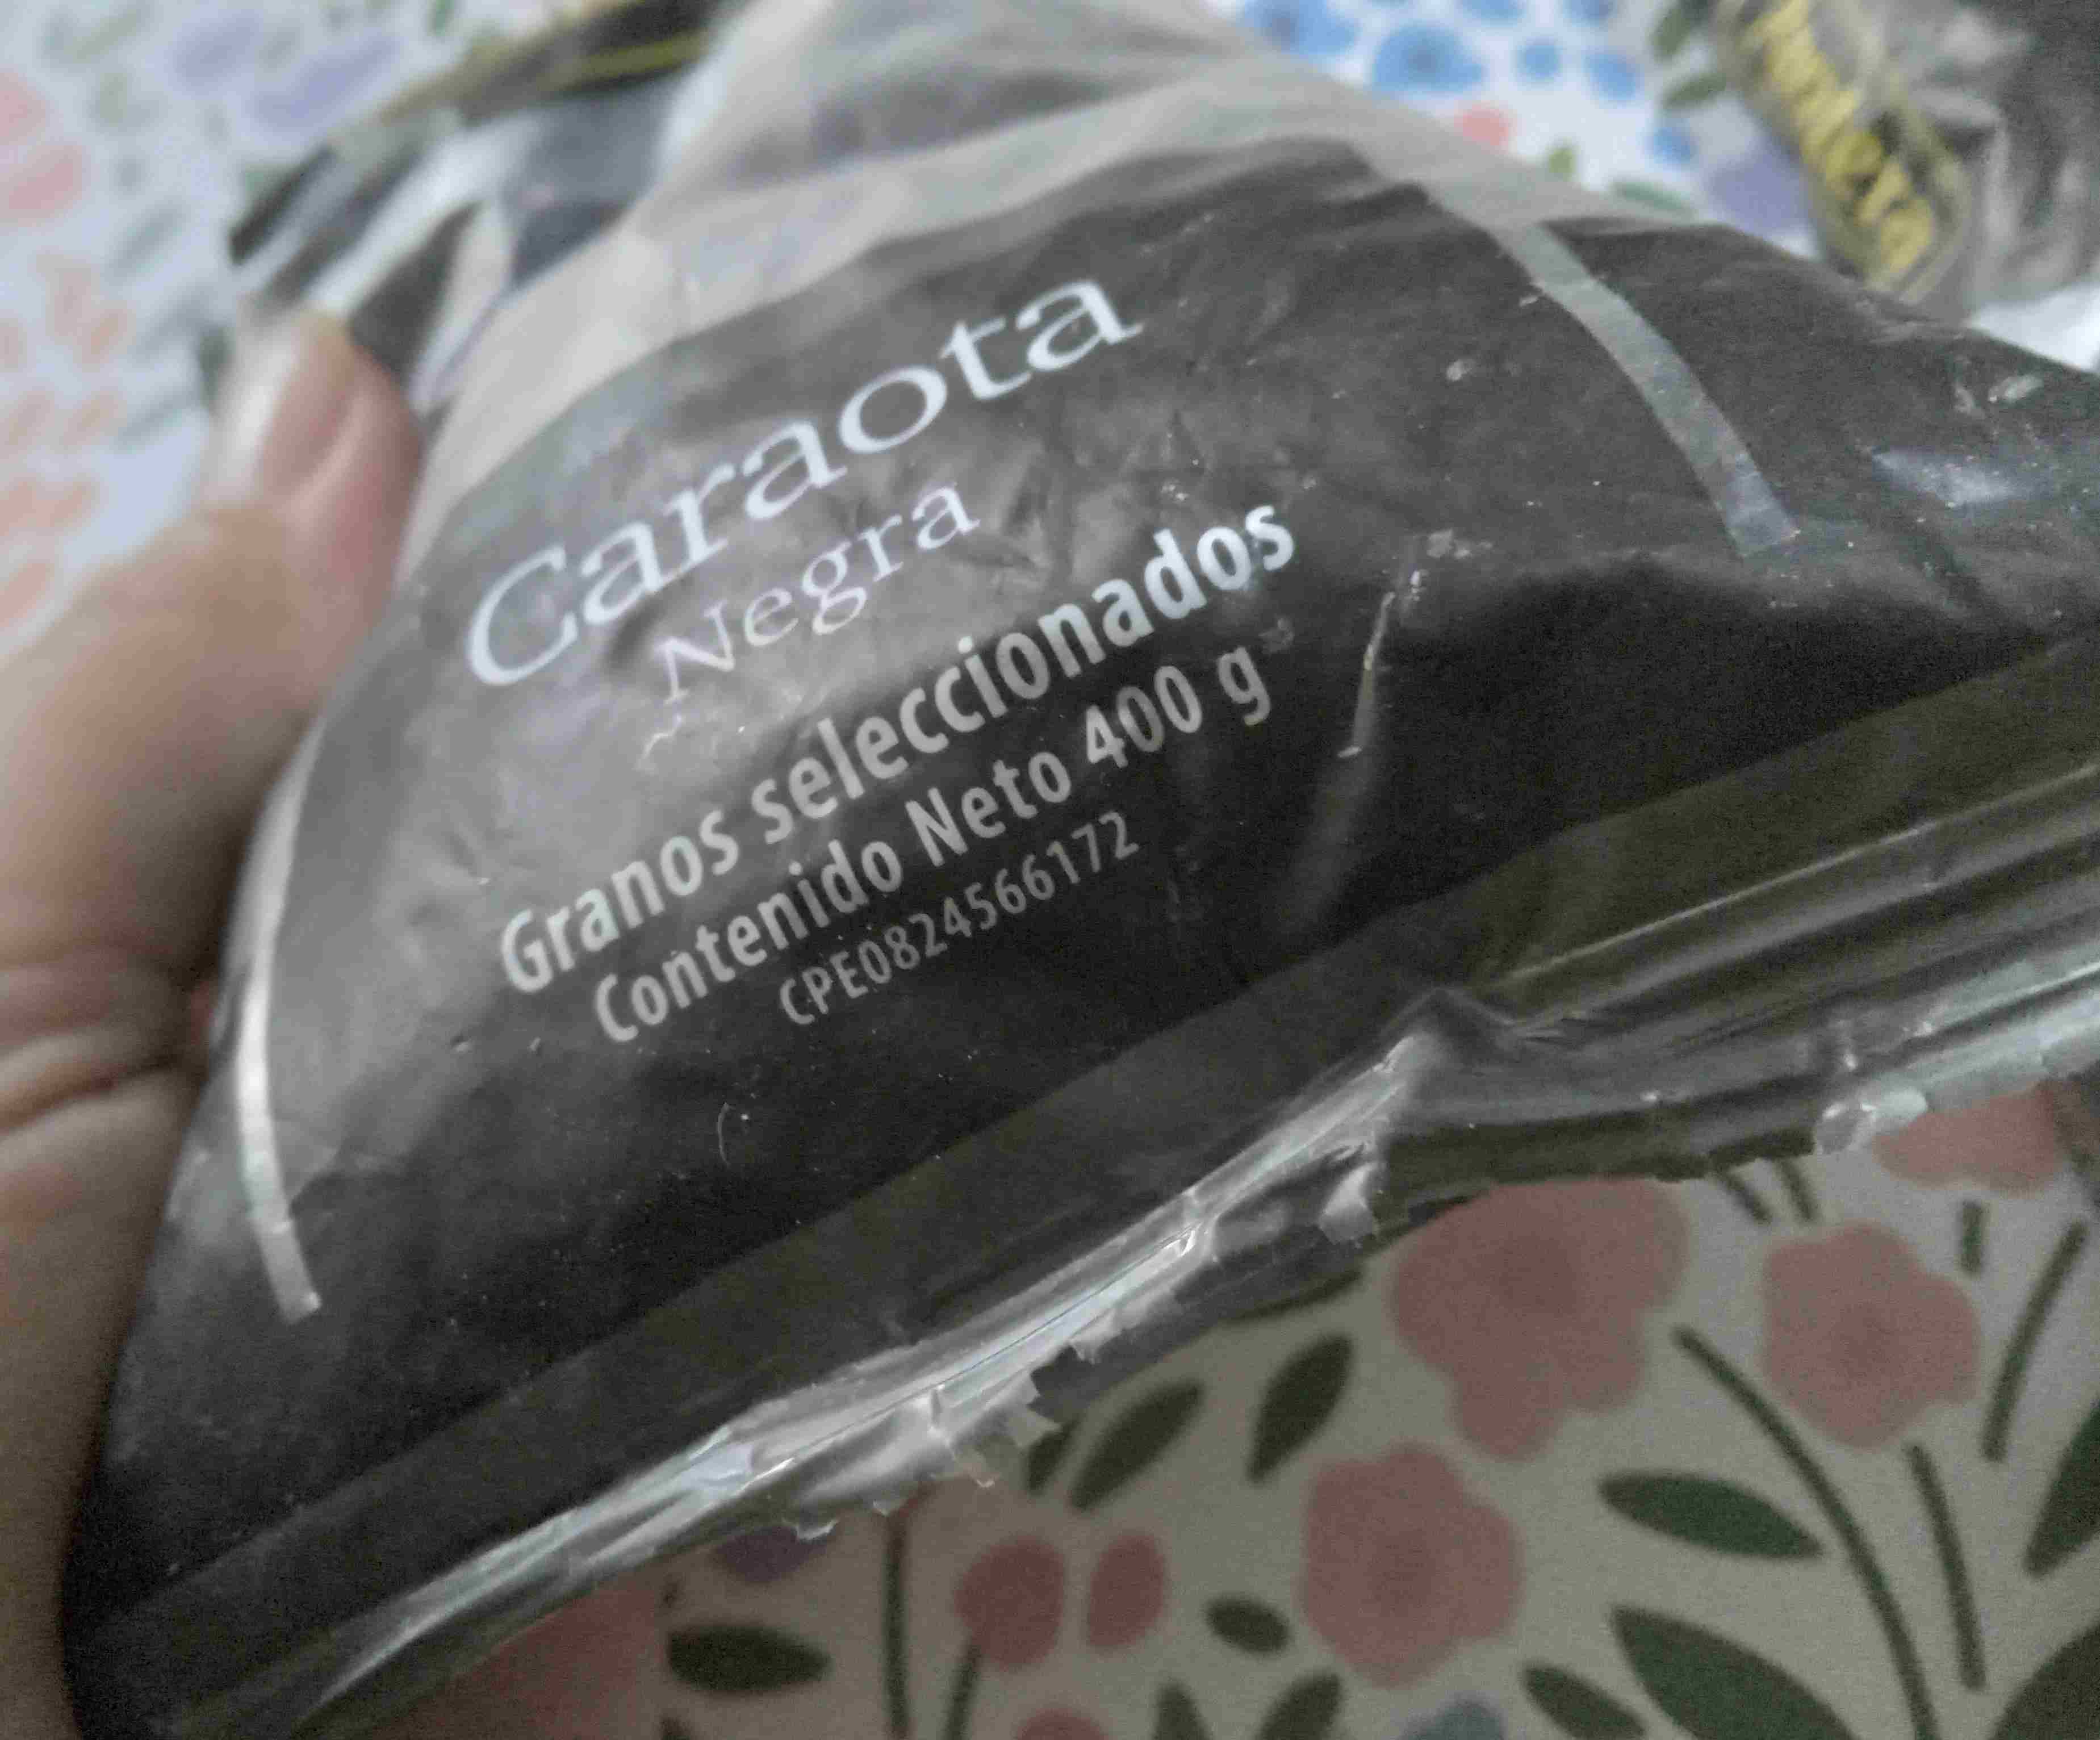 Caraota
Negra
Granos seleccionados
Contenido Neto 400 g
CPE0824566172